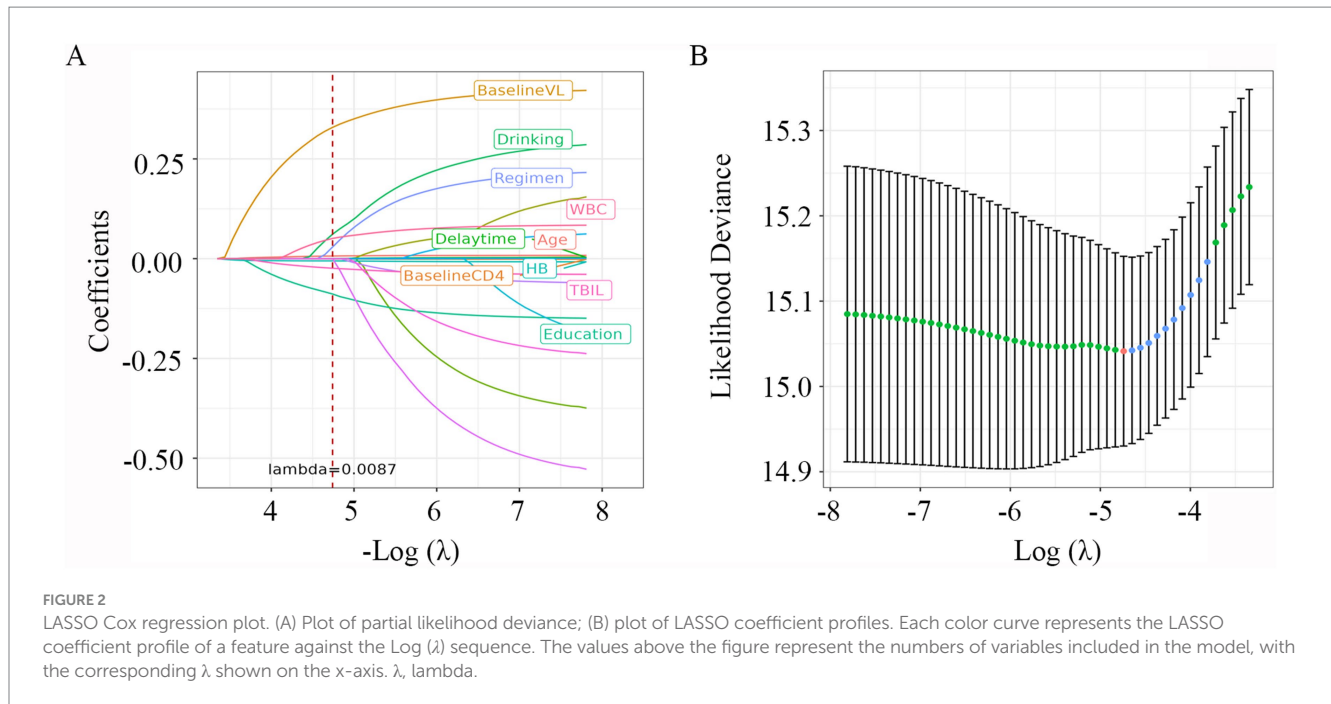 A
B
Coefficients
0.25
0.00
-0.25
-0.50
BaselineVL
Drinking
Regimen
WBC
Delaytime
Age
HB
BaselineCD4
TBIL
Education
lambda=0.0087
4
5
6
7
8
-Log (λ)
Likelihood Deviance
15.3
15.2
15.1
15.0
14.9
-8
-7
-6
-5
-4
Log (λ)
FIGURE 2
LASSO Cox regression plot. (A) Plot of partial likelihood deviance; (B) plot of LASSO coefficient profiles. Each color curve represents the LASSO
coefficient profile of a feature against the Log (λ) sequence. The values above the figure represent the numbers of variables included in the model, with
the corresponding λ shown on the x-axis. λ, lambda.